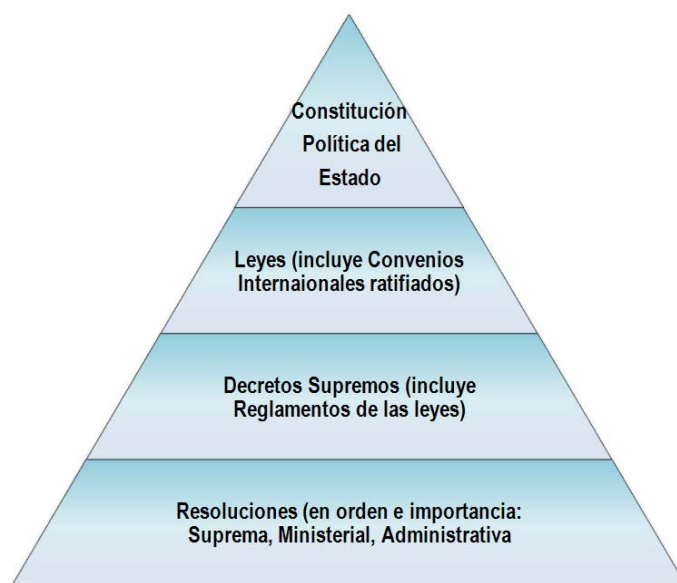 Constitución
Política del
Estado
Leyes (incluye Convenios
Internaionales ratifiados)
Decretos Supremos (incluye
Reglamentos de las leyes)
Resoluciones (en orden e importancia:
Suprema, Ministerial, Administrativa